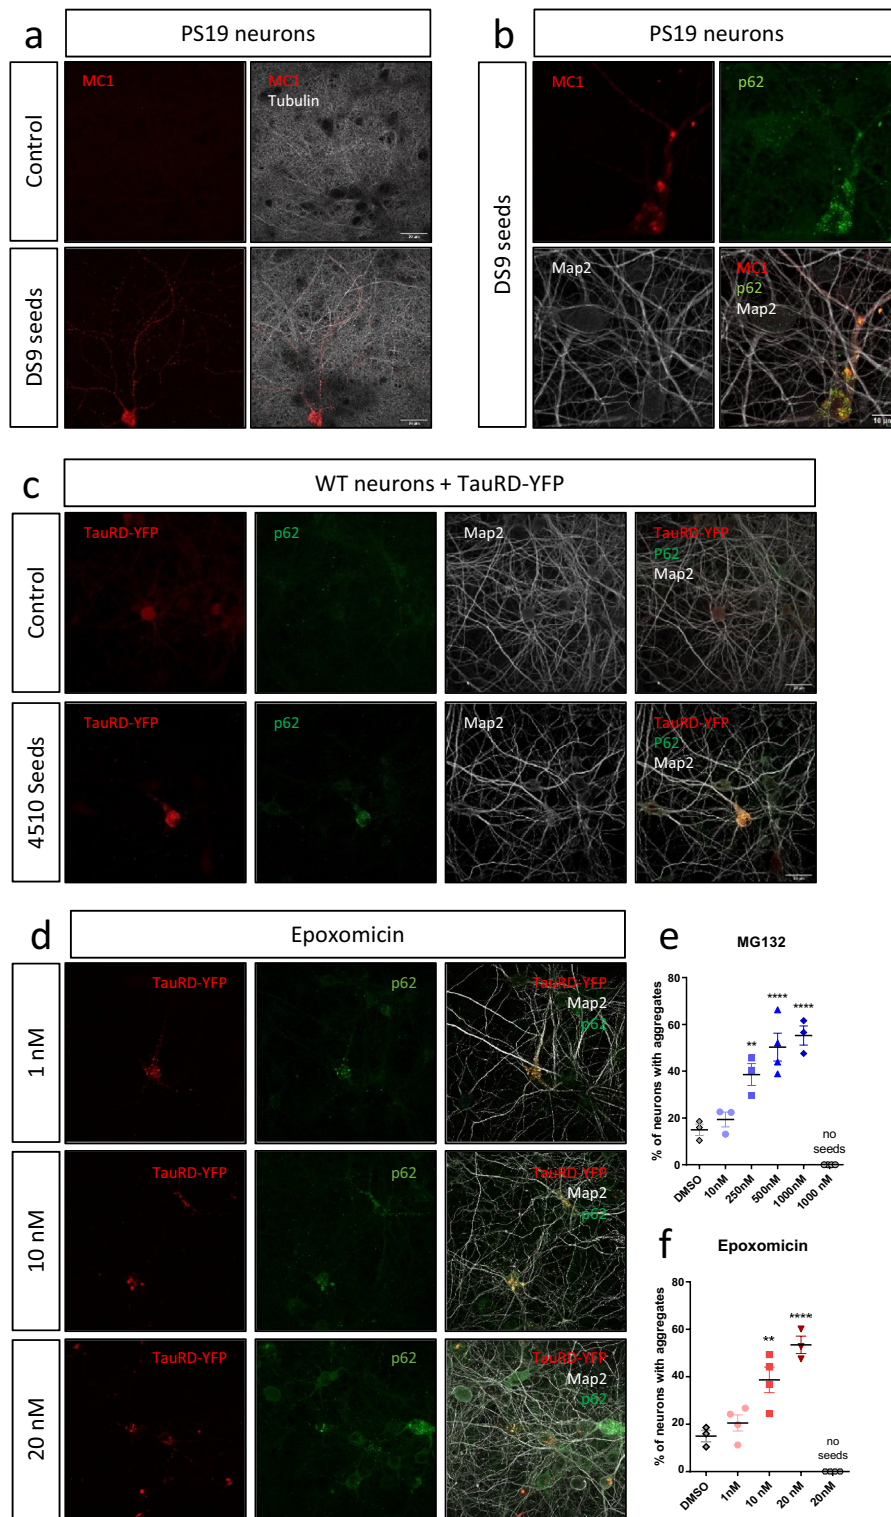 a
PS19 neurons
Control
MC1
MC1
Tubulin
DS9 seeds
b
PS19 neurons
DS9 seeds
MC1
p62
Map2
MC1
p62
Map2
10 µm
c
WT neurons + TauRD-YFP
Control
TauRD-YFP
p62
Map2
TauRD-YFP
P62
Map2
4510 Seeds
TauRD-YFP
p62
Map2
TauRD-YFP
P62
Map2
d
Epoxomicin
1 nM
TauRD-YFP
p62
TauRD-YFP
Map2
p62
10 nM
TauRD-YFP
p62
TauRD-YFP
Map2
p62
20 nM
TauRD-YFP
p62
TauRD-YFP
Map2
p62
e
MG132
% of neurons with aggregates
80
60
40
20
0
**
****
****
no
seeds
DMSO
10nM
250nM
500nM
1000nM
1000 nM
f
Epoxomicin
% of neurons with aggregates
80
60
40
20
0
**
****
no
seeds
DMSO
1nM
10 nM
20 nM
20nM